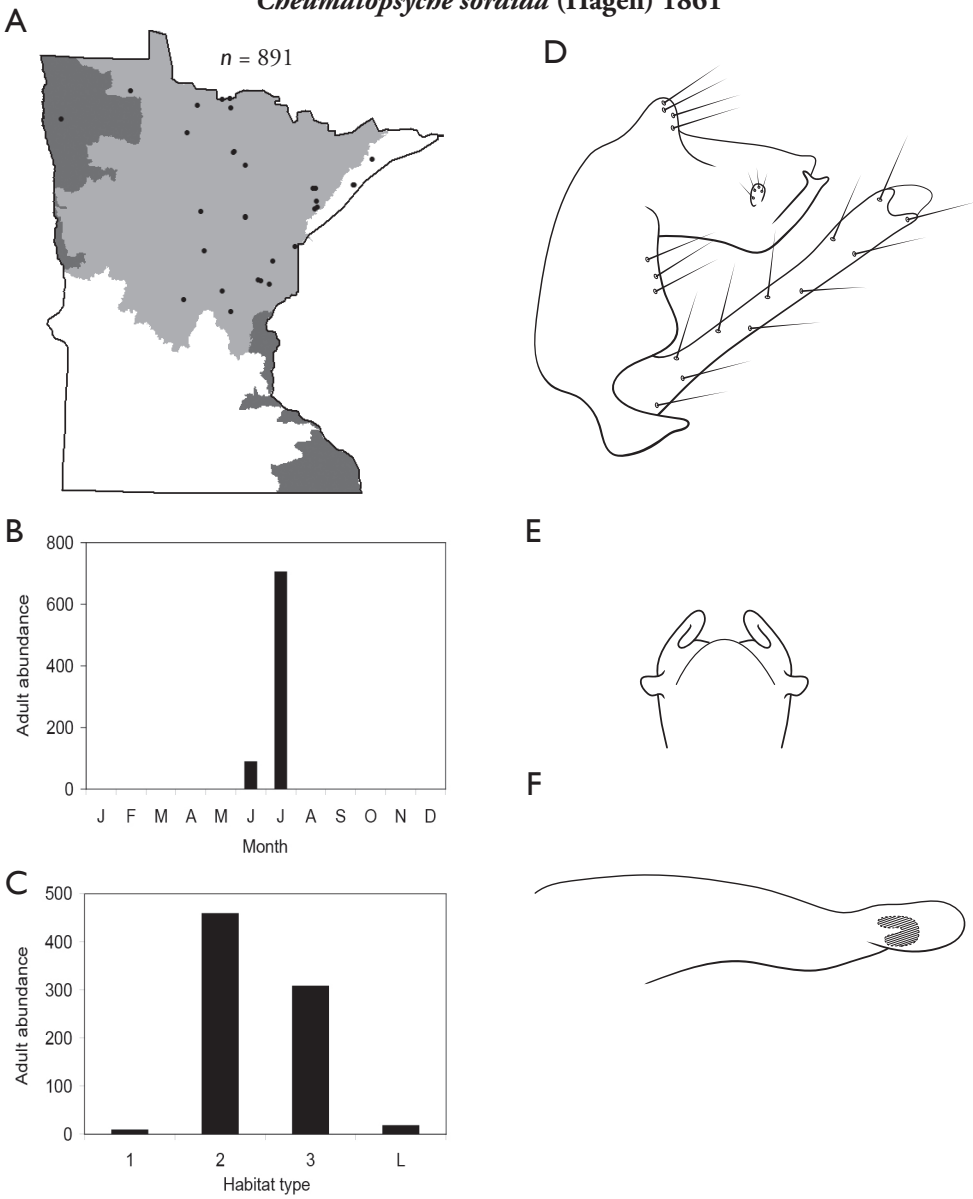 Cheumatopsyche sordida (Hagen) 1861
A
n = 891
D
B
800
600
400
200
0
Adult abundance
J F M A M J J A S O N D
Month
E
F
C
500
400
300
200
100
0
Adult abundance
1 2 3 L
Habitat type